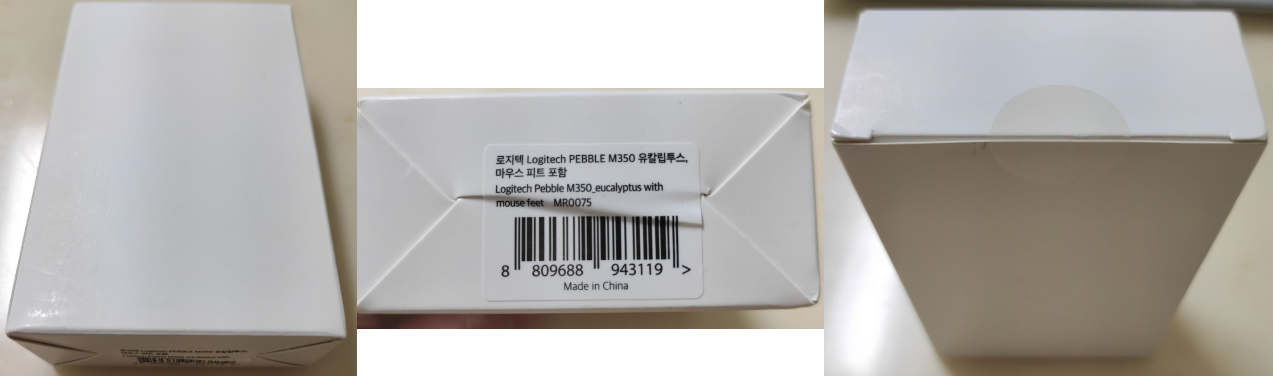 로지텍 Logitech PEBBLE M350 유칼립투스,
마우스 피트 포함
Logitech Pebble M350_eucalyptus with
mouse feet MR0075
8 809688 943119 >
Made in China